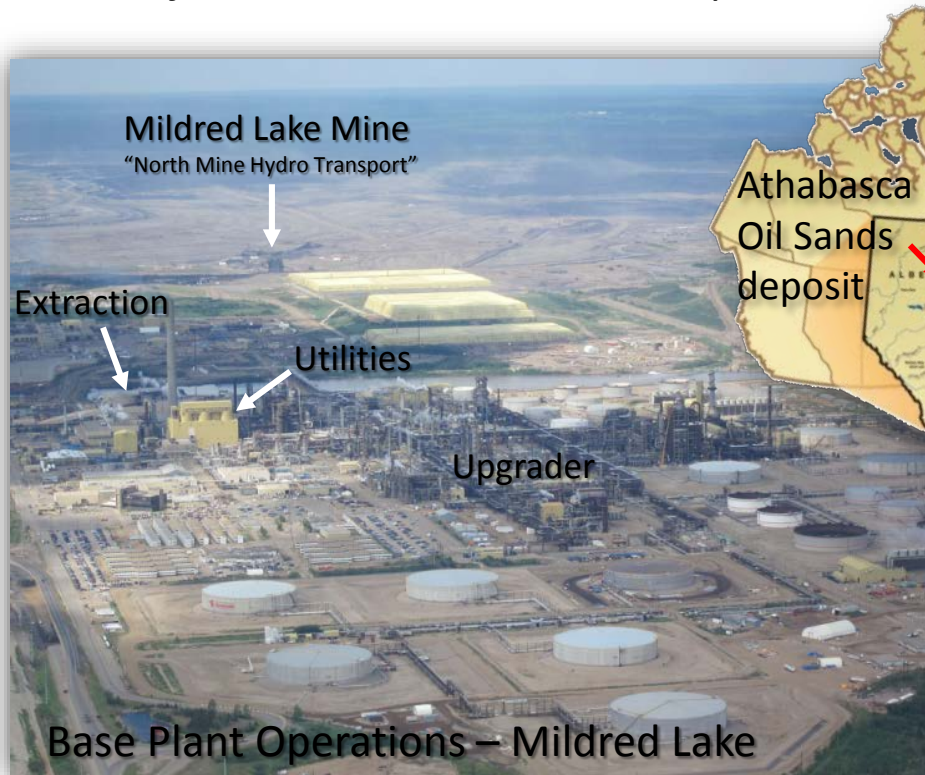 Mildred Lake Mine
“North Mine Hydro Transport”
Athabasca
Oil Sands
deposit
Extraction
Utilities
Upgrader
Base Plant Operations – Mildred Lake